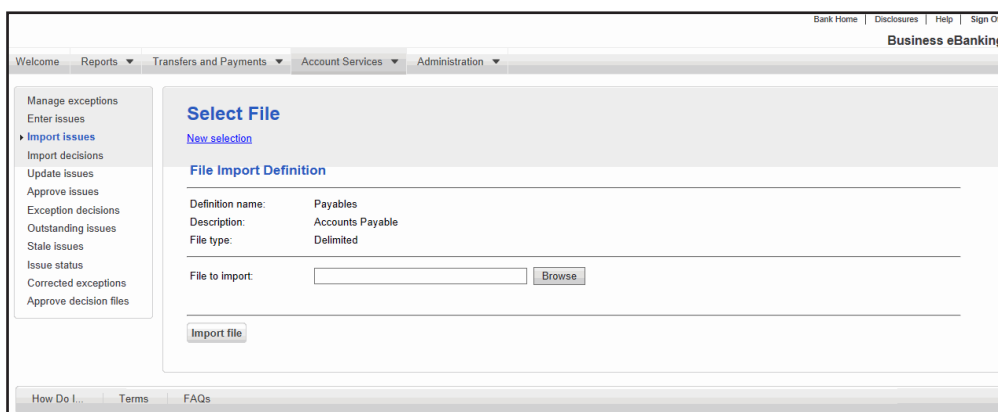 Bank Home | Disclosures | Help | Sign
Business eBanking
Welcome Reports Transfers and Payments Account Services Administration
Manage exceptions
Enter issues
Import issues
Import decisions
Update issues
Approve issues
Exception decisions
Outstanding issues
Stale issues
Issue status
Corrected exceptions
Approve decision files
Select File
New selection
File Import Definition
Definition name: Payables
Description: Accounts Payable
File type: Delimited
File to import: Browse
Import file
How Do I... Terms FAQs